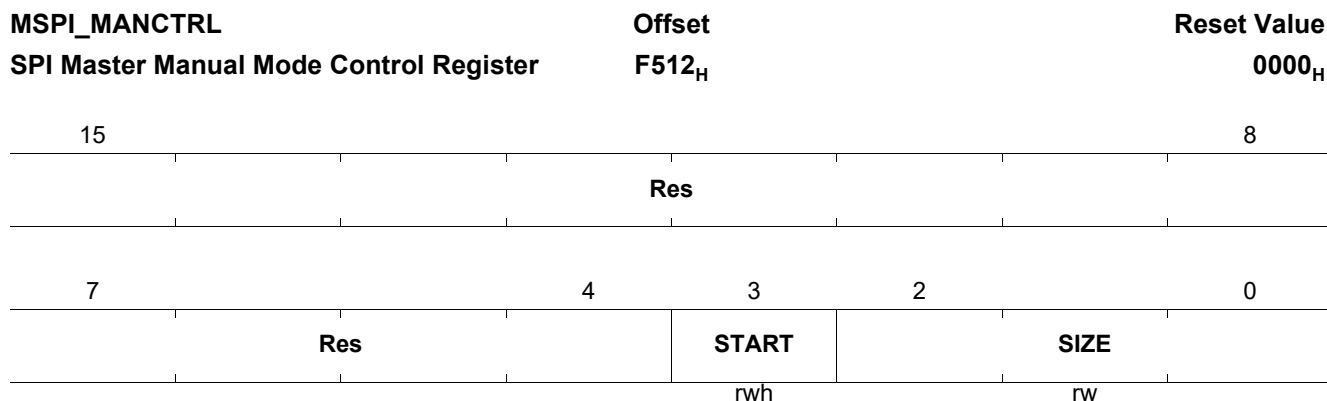 MSPI_MANCTRL Offset Reset Value
SPI Master Manual Mode Control Register F512H 0000H
15 8
Res
7 4 3 2 0
Res START SIZE
rwh rw